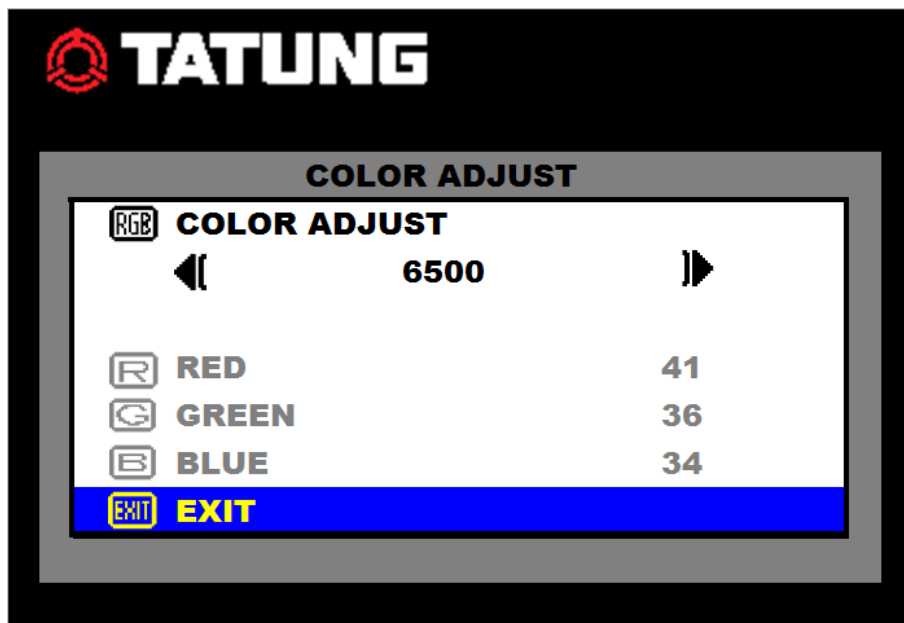 TATUNG
COLOR ADJUST
RGB COLOR ADJUST
6500
R RED 41
G GREEN 36
B BLUE 34
EXIT EXIT